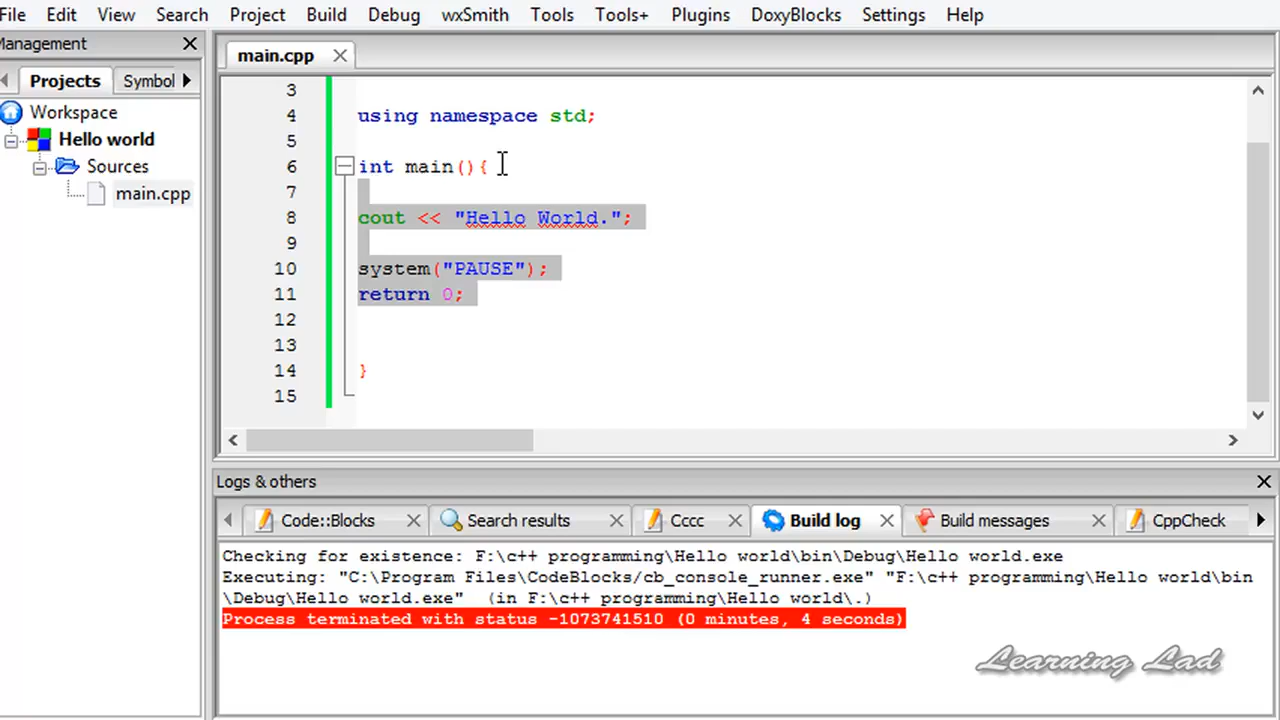 File Edit View Search Project Build Debug wxSmith Tools Tools+ Plugins DoxyBlocks Settings Help
Management
Projects Symbol
Workspace
Hello world
Sources
main.cpp
main.cpp
3
4 using namespace std;
5
6 int main(){
7
8 cout << "Hello World.";
9
10 system("PAUSE");
11 return 0;
12
13
14 }
15
Logs & others
Code::Blocks Search results Cccc Build log Build messages CppCheck
Checking for existence: F:\c++ programming\Hello world\bin\Debug\Hello world.exe
Executing: "C:\Program Files\CodeBlocks/cb_console_runner.exe" "F:\c++ programming\Hello world\bin
\Debug\Hello world.exe"  (in F:\c++ programming\Hello world\.)
Process terminated with status -1073741510 (0 minutes, 4 seconds)
Learning Lad